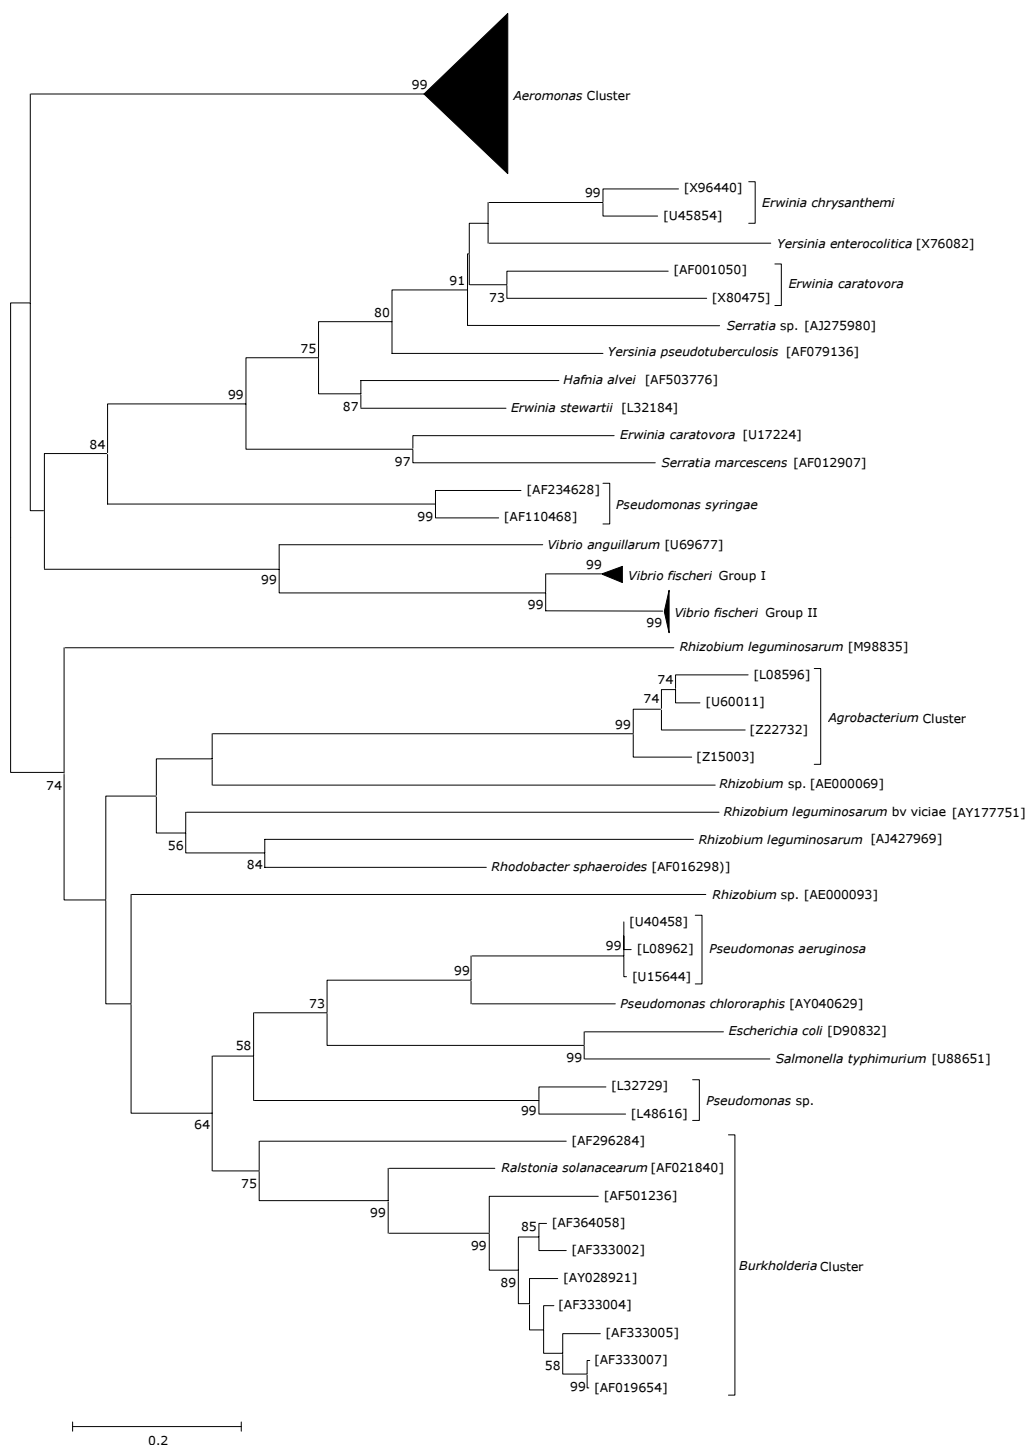 99
Aeromonas Cluster
99 [X96440]
Erwinia chrysanthemi
[U45854]
Yersinia enterocolitica [X76082]
[AF001050]
91
Erwinia caratovora
73 [X80475]
80
Serratia sp. [AJ275980]
75
Yersinia pseudotuberculosis [AF079136]
Hafnia alvei [AF503776]
99
87 Erwinia stewartii [L32184]
Erwinia caratovora [U17224]
84
97 Serratia marcescens [AF012907]
[AF234628]
Pseudomonas syringae
99 [AF110468]
Vibrio anguillarum [U69677]
99
99 Vibrio fischeri Group I
99
99 Vibrio fischeri Group II
Rhizobium leguminosarum [M98835]
74 [L08596]
74 [U60011]
Agrobacterium Cluster
99 [Z22732]
[Z15003]
74
Rhizobium sp. [AE000069]
Rhizobium leguminosarum bv viciae [AY177751]
56
Rhizobium leguminosarum [AJ427969]
84 Rhodobacter sphaeroides [AF016298)]
Rhizobium sp. [AE000093]
[U40458]
99 [L08962]
Pseudomonas aeruginosa
99
[U15644]
73
Pseudomonas chlororaphis [AY040629]
Escherichia coli [D90832]
58
99 Salmonella typhimurium [U88651]
[L32729]
Pseudomonas sp.
99 [L48616]
64
[AF296284]
75
Ralstonia solanacearum [AF021840]
99
[AF501236]
99
85 [AF364058]
[AF333002]
Burkholderia Cluster
89
[AY028921]
[AF333004]
[AF333005]
58 [AF333007]
99 [AF019654]
0.2